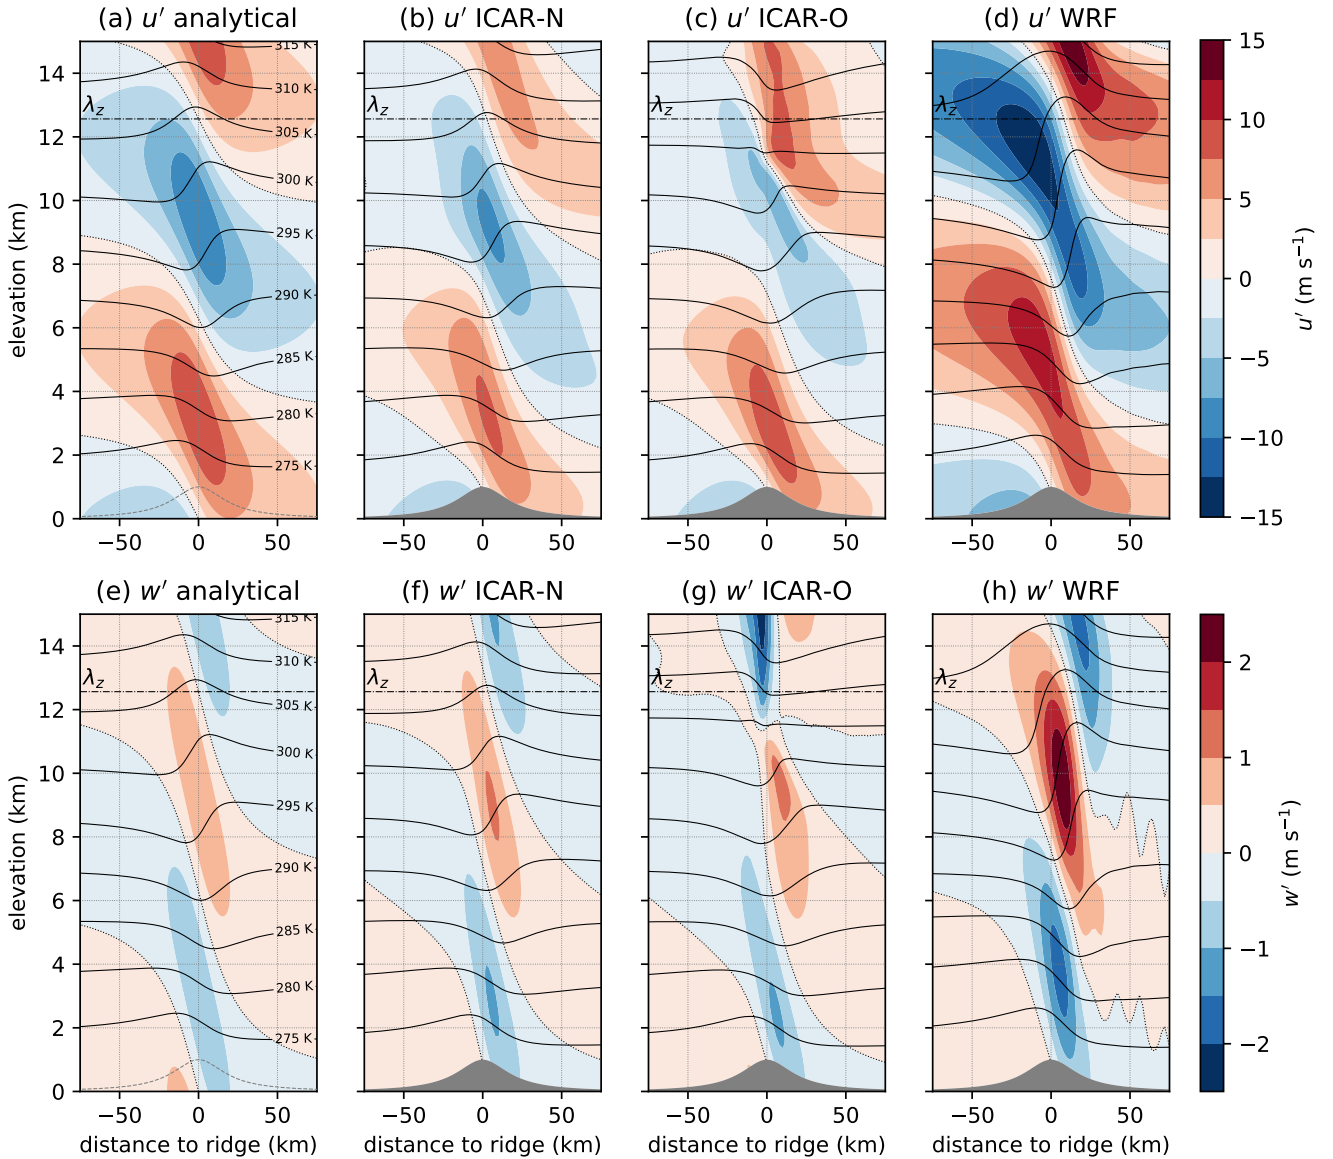 (a) u′ analytical
(b) u′ ICAR-N
(c) u′ ICAR-O
(d) u′ WRF
elevation (km)
14
12
10
8
6
4
2
0
λz
λz
λz
λz
315 K
310 K
305 K
300 K
295 K
290 K
285 K
280 K
275 K
−50 0 50
−50 0 50
−50 0 50
−50 0 50
15
10
5
0
−5
−10
−15
u′ (m s⁻¹)
(e) w′ analytical
(f) w′ ICAR-N
(g) w′ ICAR-O
(h) w′ WRF
elevation (km)
14
12
10
8
6
4
2
0
λz
λz
λz
λz
315 K
310 K
305 K
300 K
295 K
290 K
285 K
280 K
275 K
−50 0 50
−50 0 50
−50 0 50
−50 0 50
distance to ridge (km)
distance to ridge (km)
distance to ridge (km)
distance to ridge (km)
2
1
0
−1
−2
w′ (m s⁻¹)